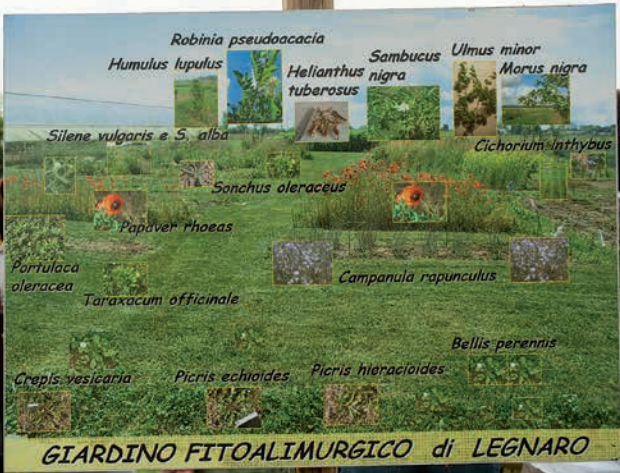 Robinia pseudoacacia
Humulus lupulus
Helianthus
tuberosus
Sambucus
nigra
Ulmus minor
Morus nigra
Silene vulgaris e S. alba
Cichorium inthybus
Sonchus oleraceus
Papaver rhoeas
Portulaca
oleracea
Campanula rapunculus
Taraxacum officinale
Bellis perennis
Crepis vesicaria
Picris echioides
Picris hieracioides
GIARDINO FITOALIMURGICO di LEGNARO